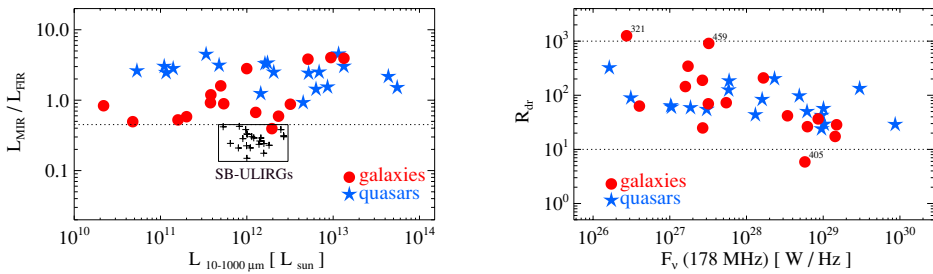 10.0
1.0
0.1
L_MIR / L_FIR
SB-ULIRGs
galaxies
quasars
10^10 10^11 10^12 10^13 10^14
L 10-1000 μm [ L sun ]
10^3
10^2
10^1
10^0
R_dr
321
459
405
galaxies
quasars
10^26 10^27 10^28 10^29 10^30
F_ν (178 MHz) [ W / Hz ]